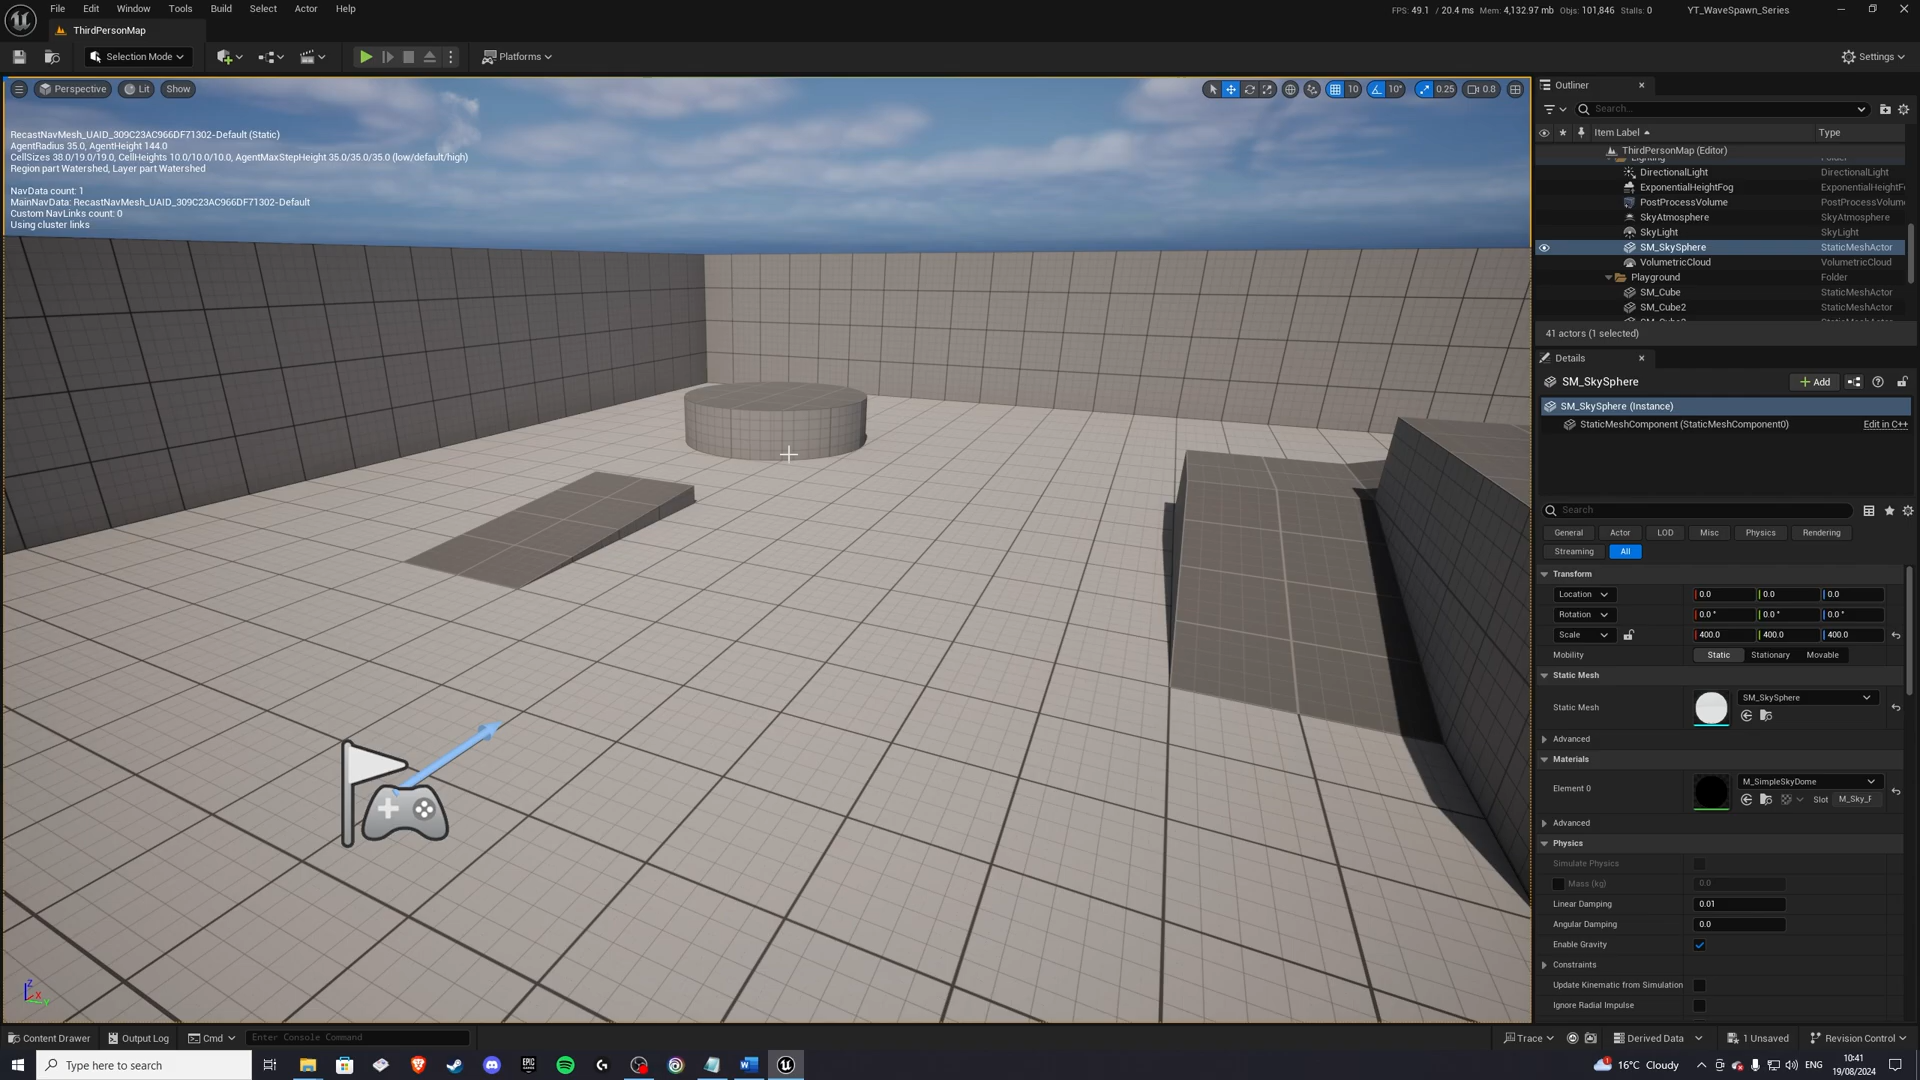 File Edit Window Tools Build Select Actor Help
FPS: 49.1 / 20.4 ms Mem: 4,132.97 mb Objs: 101,846 Stalls: 0 YT_WaveSpawn_Series
ThirdPersonMap
Selection Mode Platforms Settings
Perspective Lit Show 10 10° 0.25 0.8
RecastNavMesh_UAID_309C23AC966DF71302-Default (Static)
AgentRadius 35.0, AgentHeight 144.0
CellSizes 38.0/19.0/19.0, CellHeights 10.0/10.0/10.0, AgentMaxStepHeight 35.0/35.0/35.0 (low/default/high)
Region part Watershed, Layer part Watershed
NavData count: 1
MainNavData: RecastNavMesh_UAID_309C23AC966DF71302-Default
Custom NavLinks count: 0
Using cluster links
Z
X
Y
Outliner
Search...
Item Label Type
ThirdPersonMap (Editor)
Lighting Folder
DirectionalLight DirectionalLight
ExponentialHeightFog ExponentialHeightF
PostProcessVolume PostProcessVolum
SkyAtmosphere SkyAtmosphere
SkyLight SkyLight
SM_SkySphere StaticMeshActor
VolumetricCloud VolumetricCloud
Playground Folder
SM_Cube StaticMeshActor
SM_Cube2 StaticMeshActor
41 actors (1 selected)
Details
SM_SkySphere Add
SM_SkySphere (Instance)
StaticMeshComponent (StaticMeshComponent0) Edit in C++
Search
General Actor LOD Misc Physics Rendering
Streaming All
Transform
Location 0.0 0.0 0.0
Rotation 0.0 ° 0.0 ° 0.0 °
Scale 400.0 400.0 400.0
Mobility Static Stationary Movable
Static Mesh
Static Mesh SM_SkySphere
Advanced
Materials
Element 0 M_SimpleSkyDome
Slot M_Sky_F
Advanced
Physics
Simulate Physics
Mass (kg) 0.0
Linear Damping 0.01
Angular Damping 0.0
Enable Gravity
Constraints
Update Kinematic from Simulation
Ignore Radial Impulse
Content Drawer Output Log Cmd Enter Console Command Trace Derived Data 1 Unsaved Revision Control
Type here to search 16°C Cloudy ENG
10:41
19/08/2024